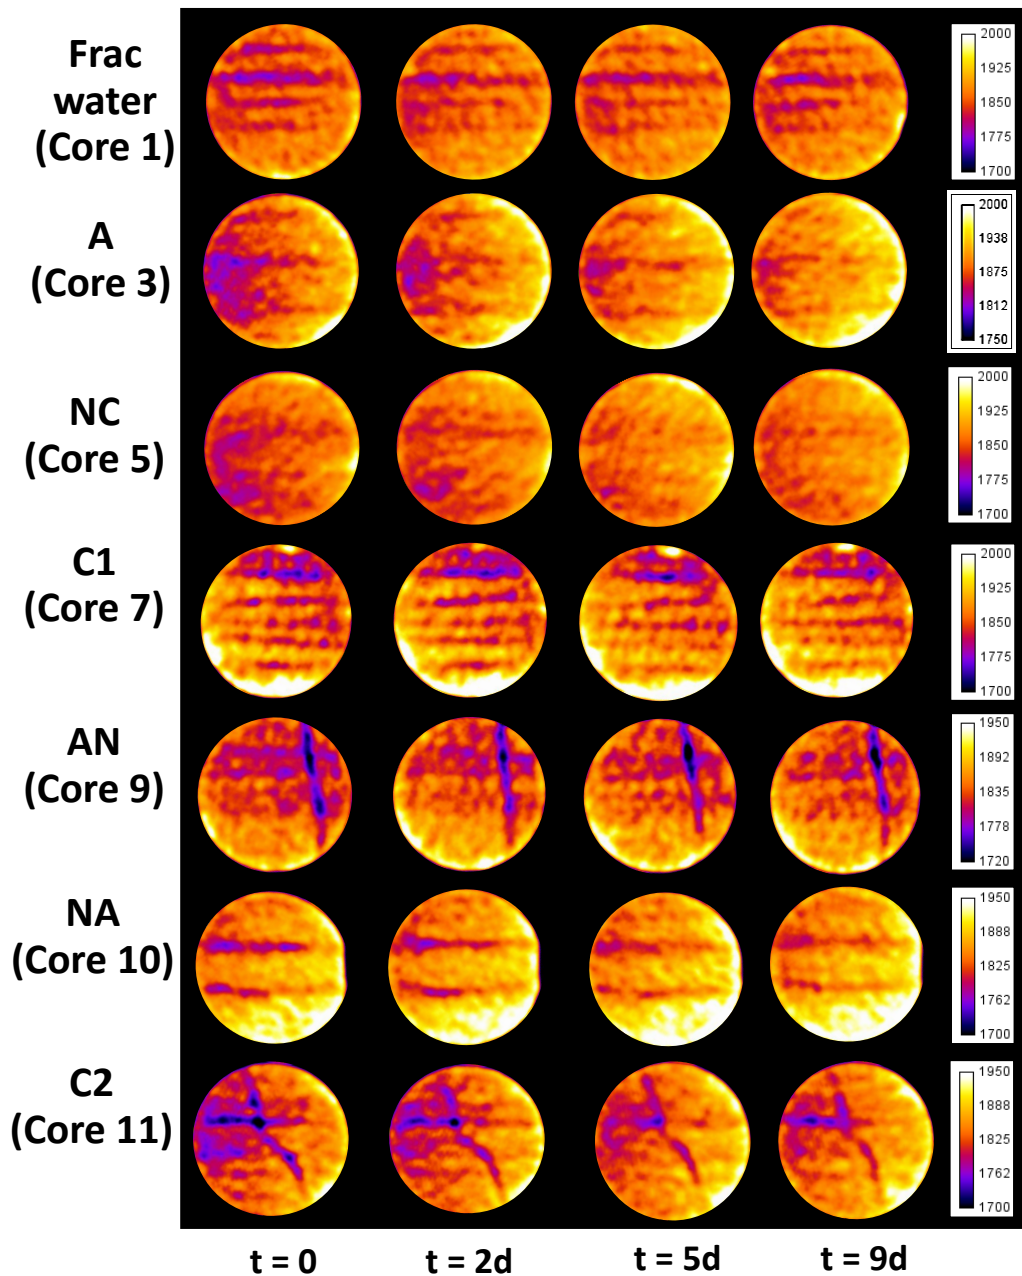 Frac
water
(Core 1)
2000
1925
1850
1775
1700
A
(Core 3)
2000
1938
1875
1812
1750
NC
(Core 5)
2000
1925
1850
1775
1700
C1
(Core 7)
2000
1925
1850
1775
1700
AN
(Core 9)
1950
1892
1835
1778
1720
NA
(Core 10)
1950
1888
1825
1762
1700
C2
(Core 11)
1950
1888
1825
1762
1700
t = 0 t = 2d t = 5d t = 9d